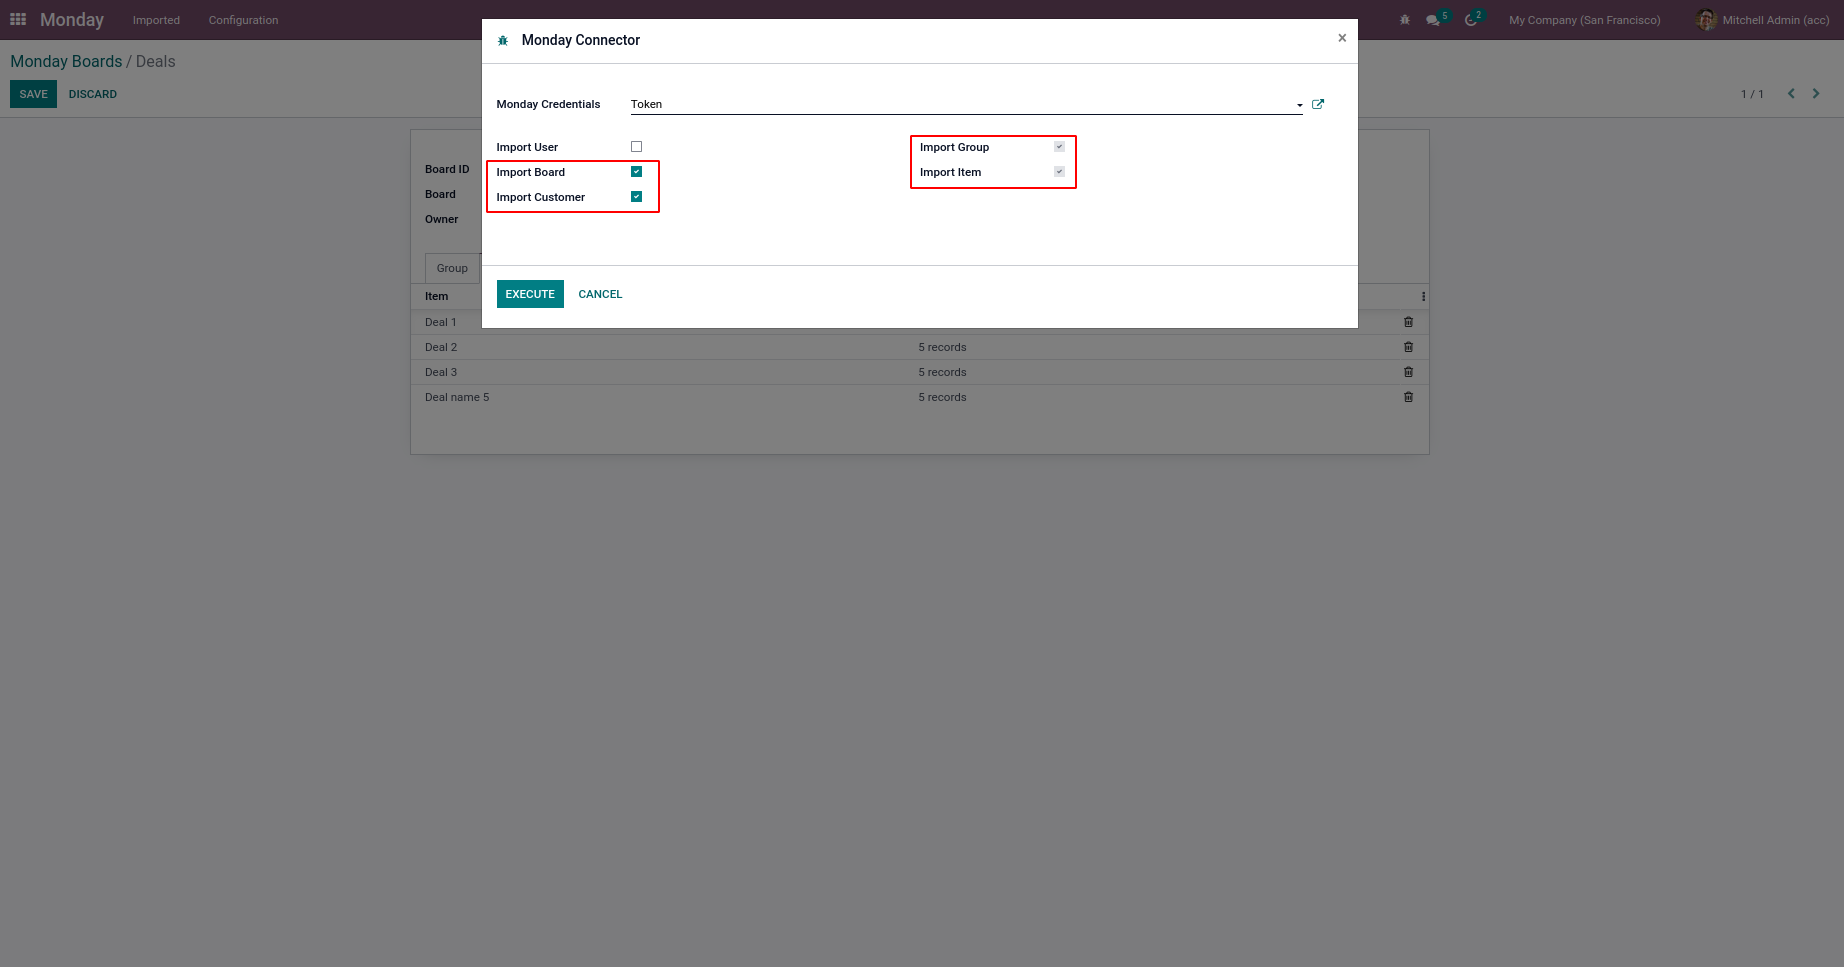 Monday Imported Configuration 5 2 My Company (San Francisco) Mitchell Admin (acc)
Monday Connector ×
Monday Boards / Deals
SAVE DISCARD 1 / 1
Monday Credentials Token
Import User Import Group
Import Board Import Item
Import Customer
Board ID
Board
Owner
Group
EXECUTE CANCEL
Item
Deal 1
Deal 2 5 records
Deal 3 5 records
Deal name 5 5 records